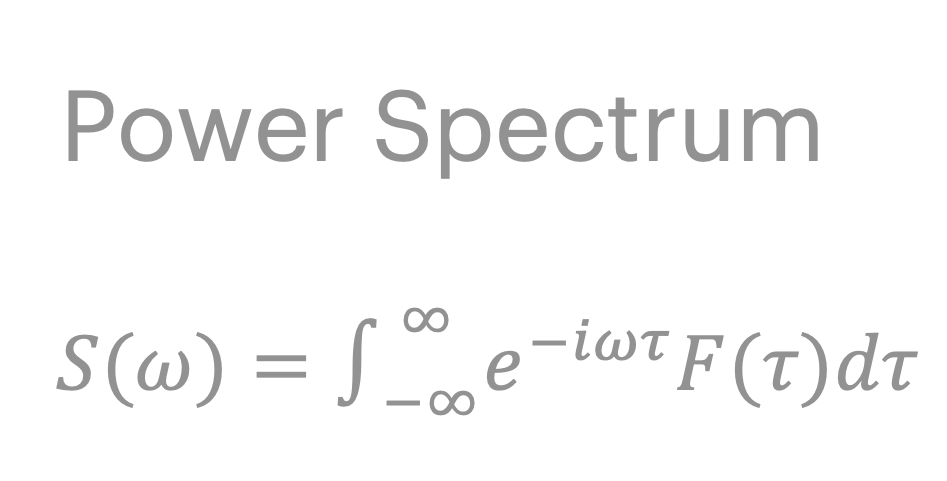 Power Spectrum
S(ω) = ∫_{-∞}^{∞} e^{-iωτ} F(τ)dτ